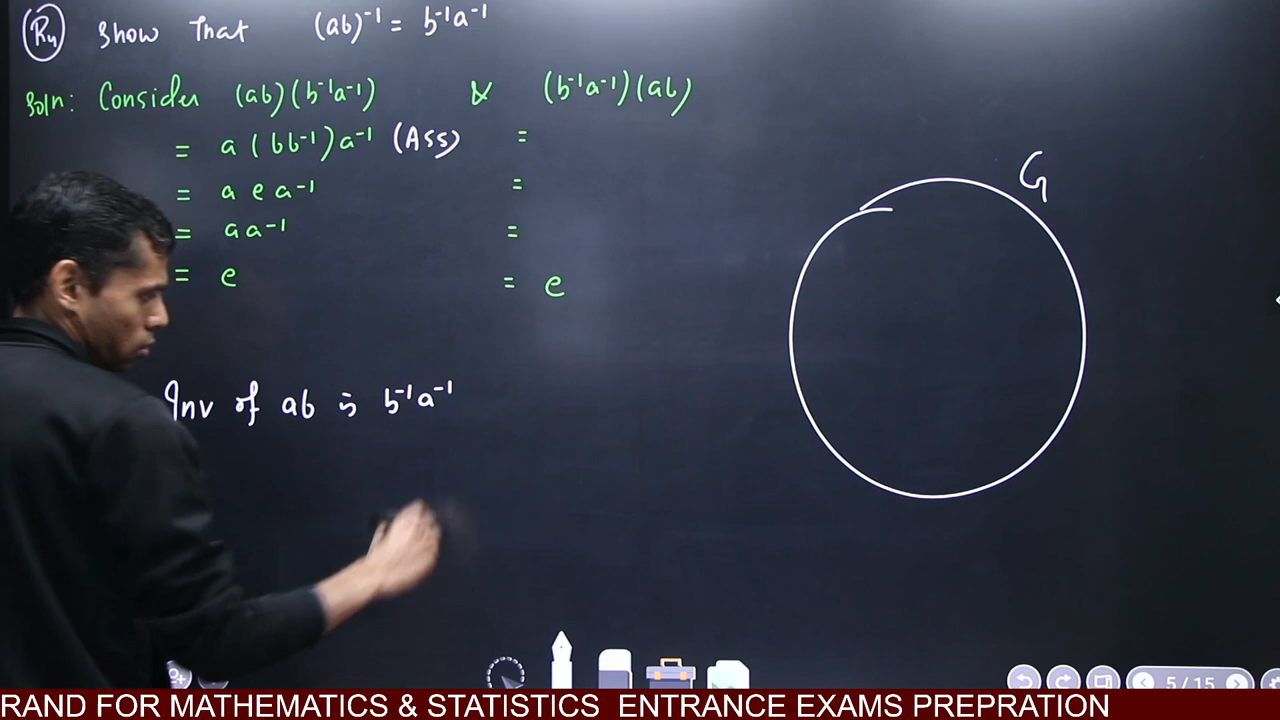 R4 Show That (ab)⁻¹ = b⁻¹a⁻¹
Soln: Consider (ab)(b⁻¹a⁻¹) & (b⁻¹a⁻¹)(ab)
= a(bb⁻¹)a⁻¹ (Ass) =
= a e a⁻¹ =
= aa⁻¹ =
= e = e
G
Inv of ab is b⁻¹a⁻¹
5/15
RAND FOR MATHEMATICS & STATISTICS ENTRANCE EXAMS PREPRATION